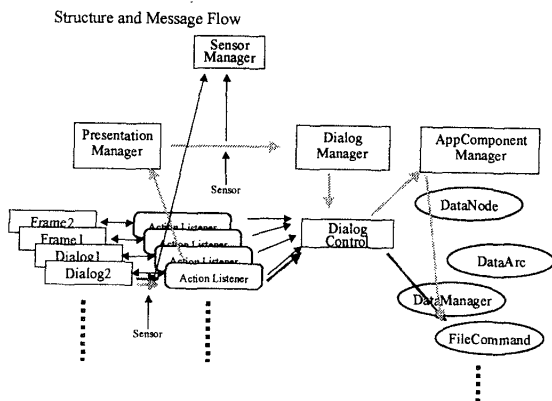 Structure and Message Flow
Sensor
Manager
Presentation
Manager
Dialog
Manager
AppComponent
Manager
Sensor
DataNode
Frame2
Action Listener
Frame1
Action Listener
Dialog
Control
Dialog1
Action Listener
DataArc
Dialog2
Action Listener
DataManager
Sensor
FileCommand